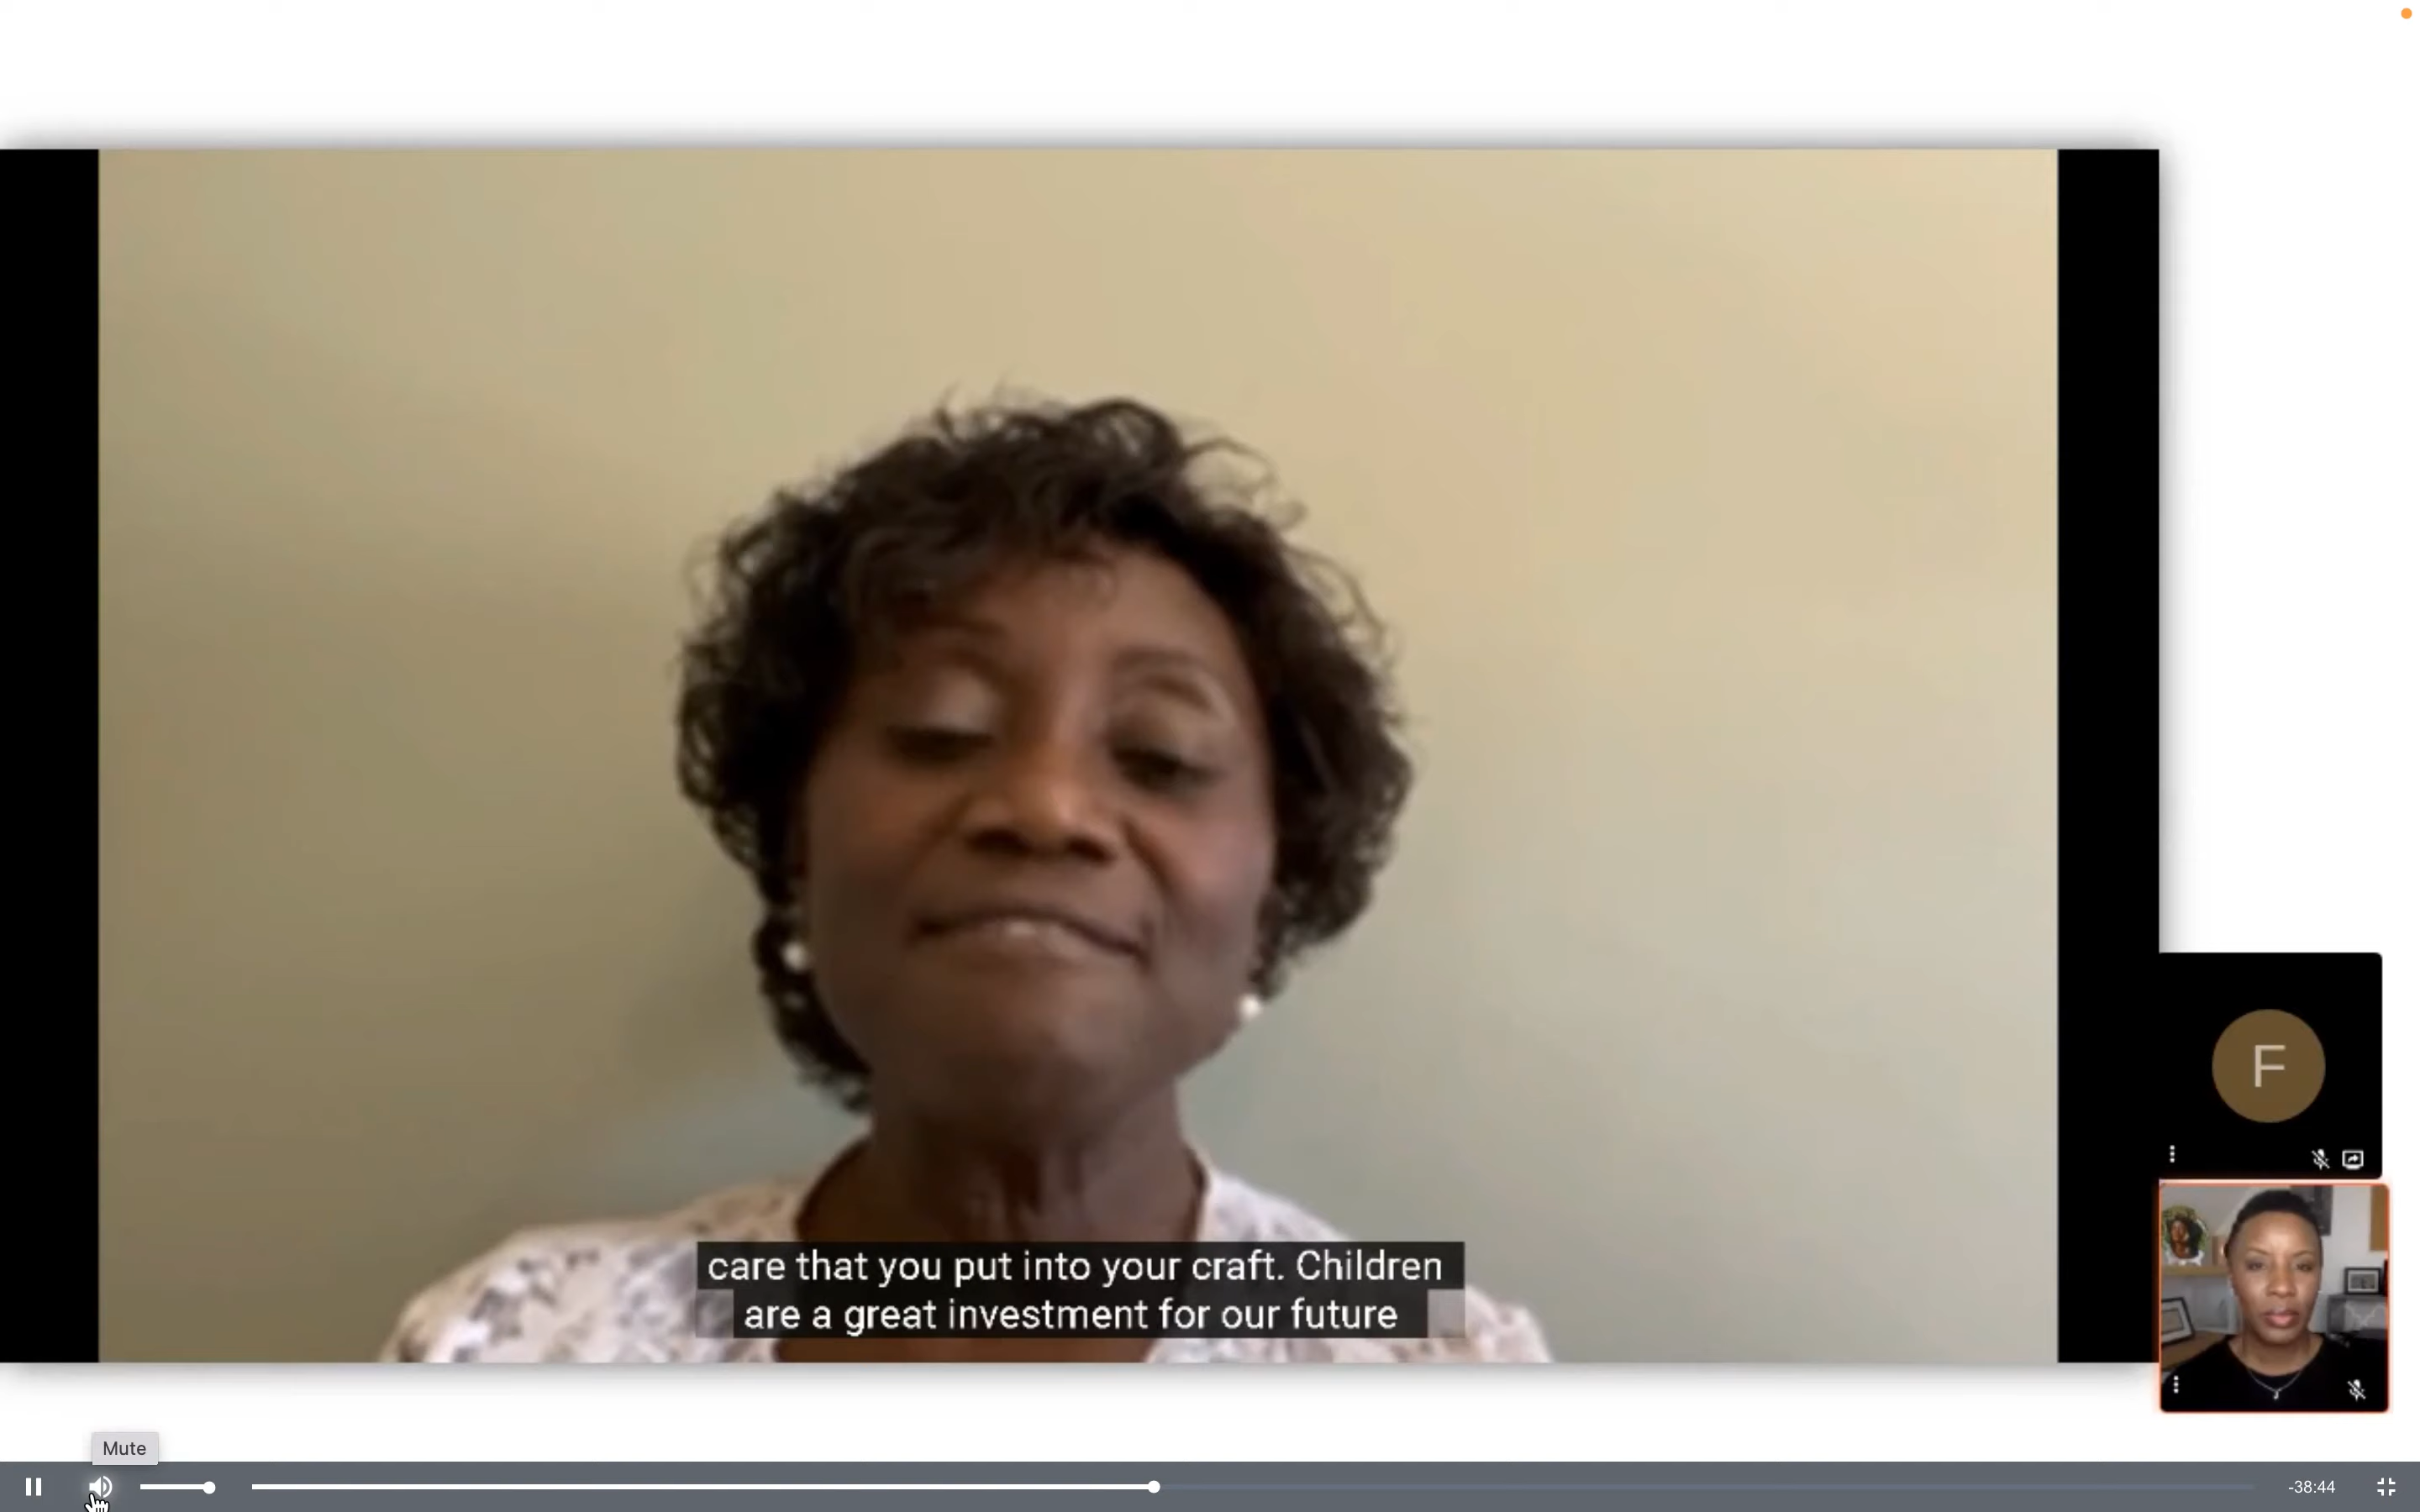 F
care that you put into your craft. Children
are a great investment for our future
Mute
-38:44